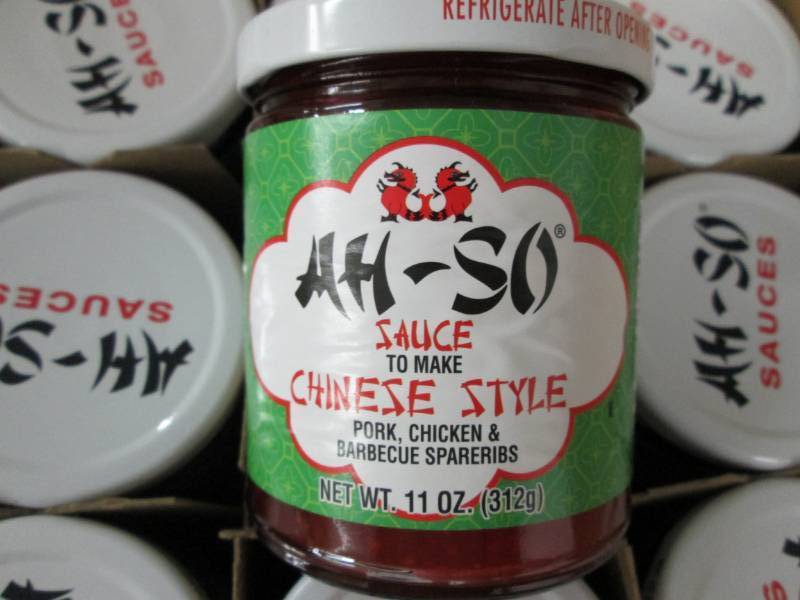 REFRIGERATE AFTER OPENING
AH-SO®
SAUCE
TO MAKE
CHINESE STYLE
PORK, CHICKEN &
BARBECUE SPARERIBS
NET WT. 11 OZ. (312g)
AH-SO
SAUCES
SAUCES
AH-SO
SAUCES
AH-SO
AH-SO
SAUCES